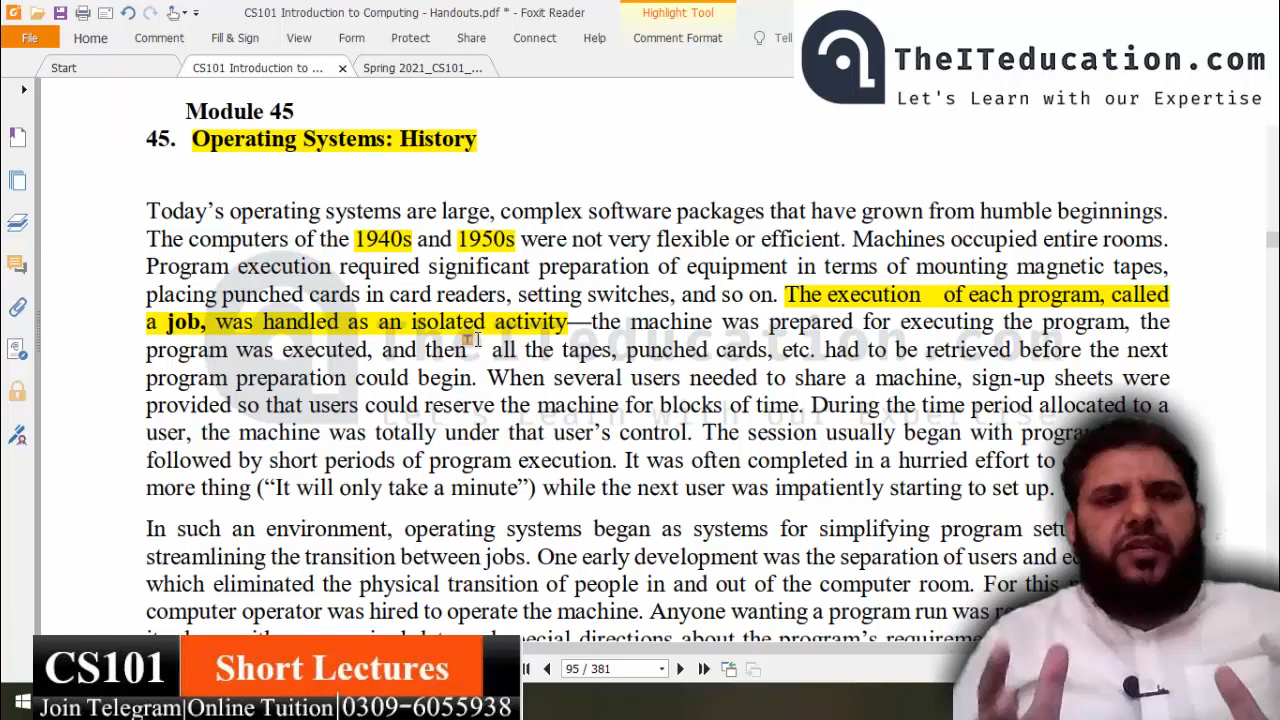 CS101 Introduction to Computing - Handouts.pdf * - Foxit Reader
Highlight Tool
File Home Comment Fill & Sign View Form Protect Share Connect Help Comment Format Tell
Start CS101 Introduction to ... Spring 2021_CS101_...
TheITeducation.com
Let's Learn with our Expertise
Module 45
45. Operating Systems: History
Today's operating systems are large, complex software packages that have grown from humble beginnings.
The computers of the 1940s and 1950s were not very flexible or efficient. Machines occupied entire rooms.
Program execution required significant preparation of equipment in terms of mounting magnetic tapes,
placing punched cards in card readers, setting switches, and so on. The execution of each program, called
a job, was handled as an isolated activity—the machine was prepared for executing the program, the
program was executed, and then all the tapes, punched cards, etc. had to be retrieved before the next
program preparation could begin. When several users needed to share a machine, sign-up sheets were
provided so that users could reserve the machine for blocks of time. During the time period allocated to a
user, the machine was totally under that user's control. The session usually began with
followed by short periods of program execution. It was often completed in a hurried effort to
more thing ("It will only take a minute") while the next user was impatiently starting to set up.
In such an environment, operating systems began as systems for simplifying program
streamlining the transition between jobs. One early development was the separation of users and
which eliminated the physical transition of people in and out of the computer room. For this
computer operator was hired to operate the machine. Anyone wanting a program run was
directions about the program's
TheITeducation.com
Let's Learn with our Expertise
95 / 381
CS101 Short Lectures
Join Telegram|Online Tuition|0309-6055938